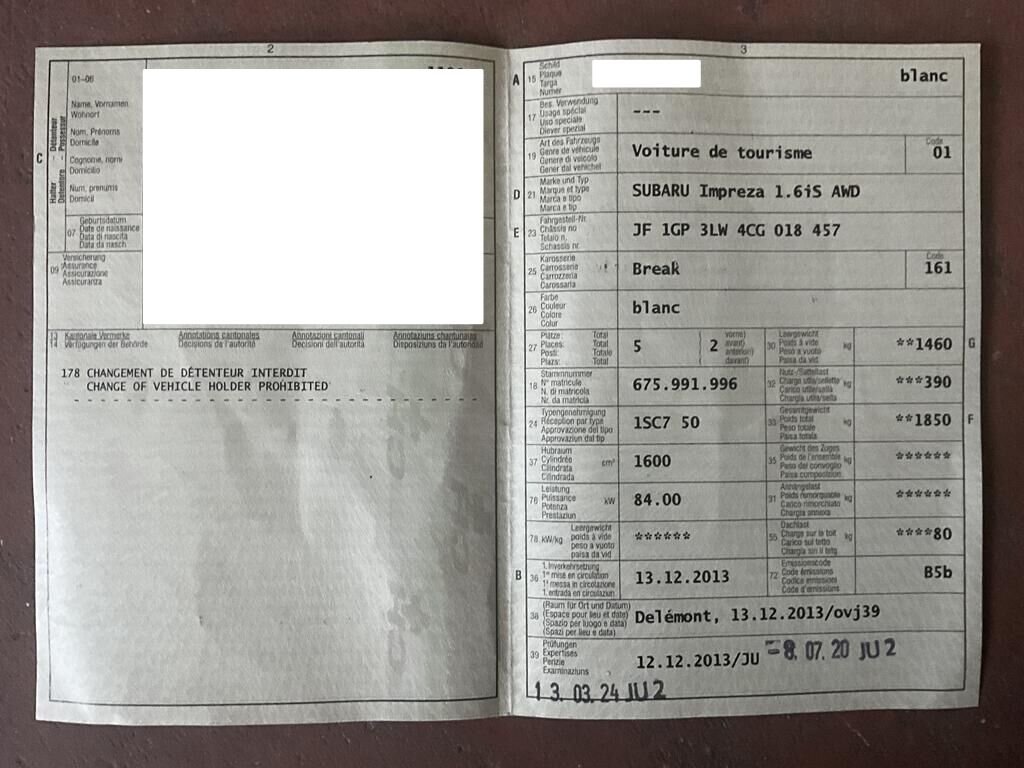 2
01-06
Name, Vornamen
Wohnort
Nom, Prénoms
Domicile
Cognome, nomi
Domicilio
Num, prenums
Domicil
C
Halter - Détenteur
Detentore - Possessur
07
Geburtsdatum
Date de naissance
Data di nascita
Data da nasch.
09
Versicherung
Assurance
Assicurazione
Assicuranza
13 Kantonale Vermerke
14 Verfügungen der Behörde
Annotations cantonales
Décisions de l'autorité
Annotazioni cantonali
Decisioni dell'autorità
Annotaziuns chantunalas
Disposiziuns da l'autoridad
178 CHANGEMENT DE DÉTENTEUR INTERDIT
CHANGE OF VEHICLE HOLDER PROHIBITED
3
A 15
Schild
Plaque
Targa
Numer
blanc
17
Bes. Verwendung
Usage spécial
Uso speciale
Diever spezial
---
19
Art des Fahrzeugs
Genre de véhicule
Genere di veicolo
Gener dal vehichel
Voiture de tourisme
Code
01
D 21
Marke und Typ
Marque et type
Marca e tipo
Marca e tip
SUBARU Impreza 1.6iS AWD
E 23
Fahrgestell-Nr.
Châssis no
Telaio n.
Schassis nr.
JF 1GP 3LW 4CG 018 457
25
Karosserie
Carrosserie
Carrozzeria
Carossaria
Break
Code
161
26
Farbe
Couleur
Colore
Colur
blanc
27
Plätze: Total
Places: Total
Posti: Totale
Plazs: Total
5
( vorne)
( avant)
( anteriori)
( davant)
2
30
Leergewicht
Poids à vide
Peso a vuoto
Paisa da vid
kg
**1460
G
18
Stammnummer
N° matricule
N. di matricola
Nr. da matricla
675.991.996
32
Nutz-/Sattellast
Charge utile/sellette
Carico utile/sella
Chargia utila/sella
kg
***390
24
Typengenehmigung
Réception par type
Approvazione del tipo
Approvaziun dal tip
1SC7 50
33
Gesamtgewicht
Poids total
Peso totale
Paisa totala
kg
**1850
F
37
Hubraum
Cylindrée
Cilindrata
Cilindrada
cm³
1600
35
Gewicht des Zuges
Poids de l'ensemble
Peso del convoglio
Paisa cumposiziun
kg
******
76
Leistung
Puissance
Potenza
Prestaziun
kW
84.00
31
Anhängelast
Poids remorquable
Carico rimorchiato
Chargia annexa
kg
******
78 kW/kg
Leergewicht
poids à vide
peso a vuoto
paisa da vid
******
55
Dachlast
Charge sur le toit
Carico sul tetto
Chargia sin il tetg
kg
****80
B 36
1. Inverkehrsetzung
1re mise en circulation
1a messa in circolazione
1. entrada en circulaziun
13.12.2013
72
Emissionscode
Code émissions
Codice emissioni
Code d'emissiuns
B5b
38
(Raum für Ort und Datum)
(Espace pour lieu et date)
(Spazio per luogo e data)
(Spazi per lieu e data)
Delémont, 13.12.2013/ovj39
39
Prüfungen
Expertises
Perizie
Examinaziuns
12.12.2013/JU
-8. 07. 20 JU 2
13. 03. 24 JU 2